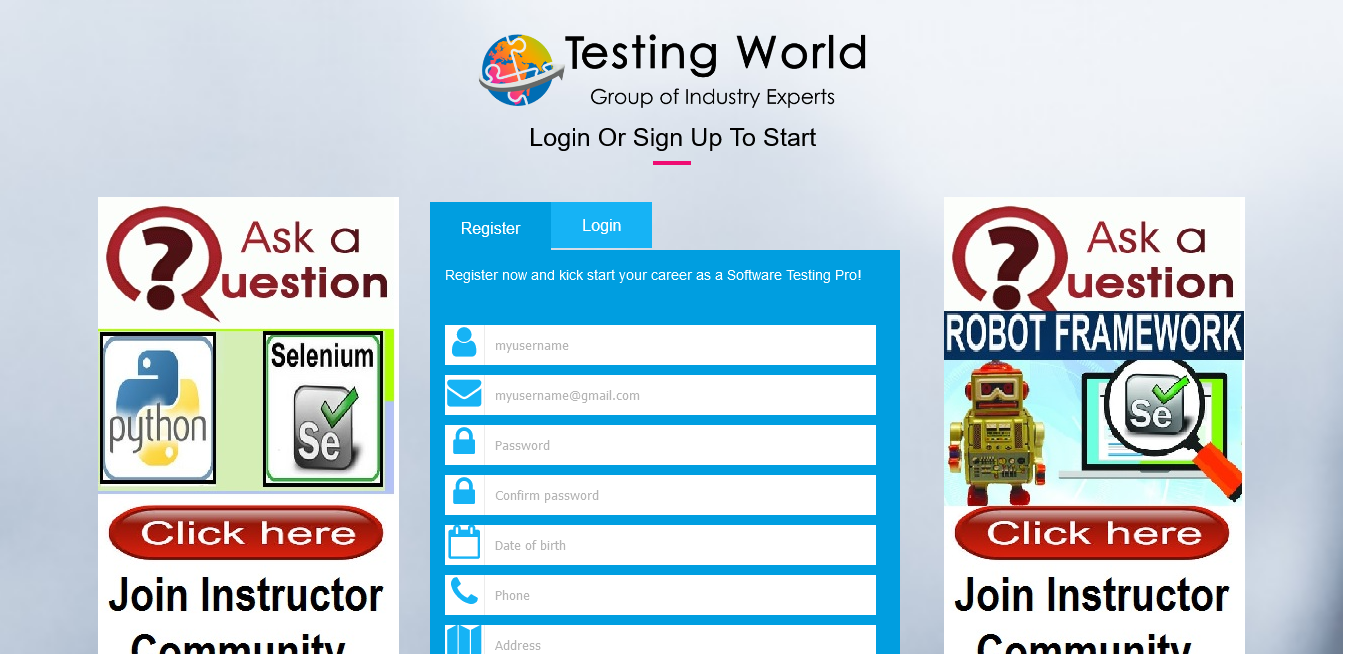 Testing World
Group of Industry Experts
Login Or Sign Up To Start
Ask a
Question
python
Selenium
Se
Click here
Join Instructor
Community
Register
Login
Register now and kick start your career as a Software Testing Pro!
myusername
myusername@gmail.com
Password
Confirm password
Date of birth
Phone
Address
Ask a
Question
ROBOT FRAMEWORK
Se
Click here
Join Instructor
Community